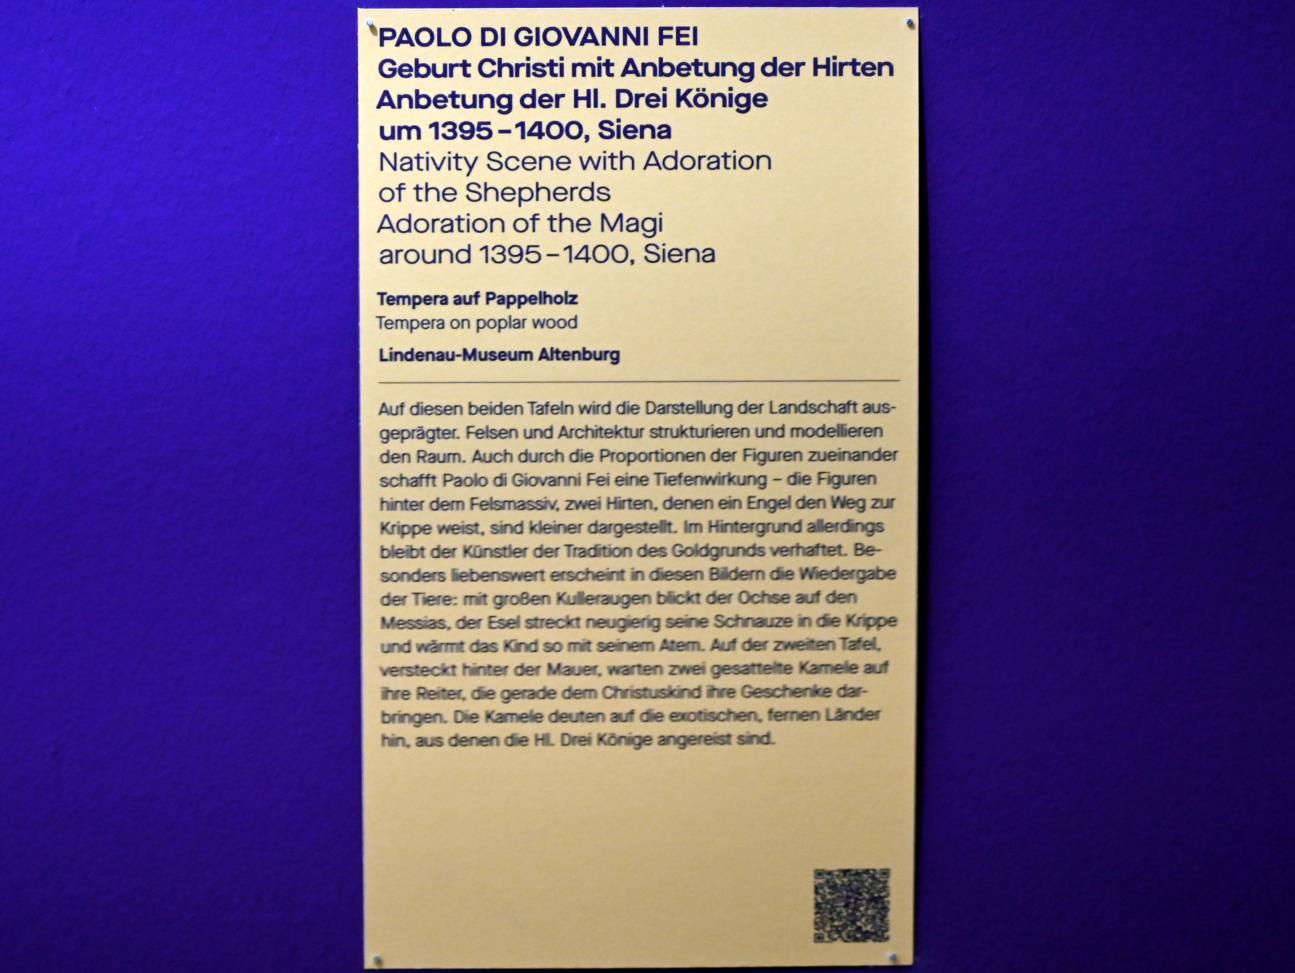 PAOLO DI GIOVANNI FEI
Geburt Christi mit Anbetung der Hirten
Anbetung der Hl. Drei Könige
um 1395 – 1400, Siena
Nativity Scene with Adoration
of the Shepherds
Adoration of the Magi
around 1395 – 1400, Siena
Tempera auf Pappelholz
Tempera on poplar wood
Lindenau-Museum Altenburg
Auf diesen beiden Tafeln wird die Darstellung der Landschaft aus-
geprägter. Felsen und Architektur strukturieren und modellieren
den Raum. Auch durch die Proportionen der Figuren zueinander
schafft Paolo di Giovanni Fei eine Tiefenwirkung – die Figuren
hinter dem Felsmassiv, zwei Hirten, denen ein Engel den Weg zur
Krippe weist, sind kleiner dargestellt. Im Hintergrund allerdings
bleibt der Künstler der Tradition des Goldgrunds verhaftet. Be-
sonders liebenswert erscheint in diesen Bildern die Wiedergabe
der Tiere: mit großen Kulleraugen blickt der Ochse auf den
Messias, der Esel streckt neugierig seine Schnauze in die Krippe
und wärmt das Kind so mit seinem Atem. Auf der zweiten Tafel,
versteckt hinter der Mauer, warten zwei gesattelte Kamele auf
ihre Reiter, die gerade dem Christuskind ihre Geschenke dar-
bringen. Die Kamele deuten auf die exotischen, fernen Länder
hin, aus denen die Hl. Drei Könige angereist sind.